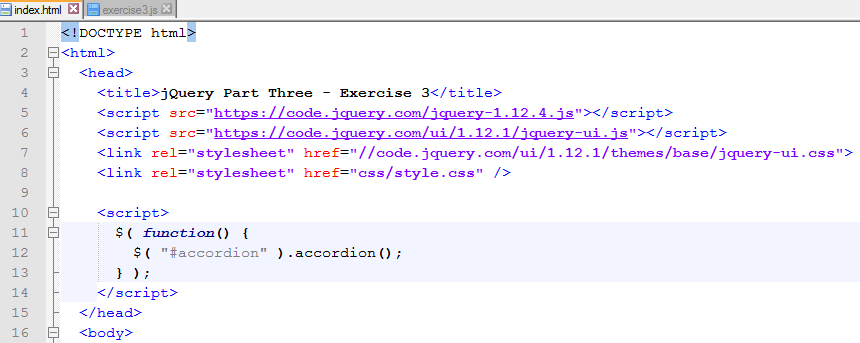 index.html exercise3.js
1 <!DOCTYPE html>
2 <html>
3 <head>
4 <title>jQuery Part Three - Exercise 3</title>
5 <script src="https://code.jquery.com/jquery-1.12.4.js"></script>
6 <script src="https://code.jquery.com/ui/1.12.1/jquery-ui.js"></script>
7 <link rel="stylesheet" href="//code.jquery.com/ui/1.12.1/themes/base/jquery-ui.css">
8 <link rel="stylesheet" href="css/style.css" />
9
10 <script>
11 $( function() {
12 $( "#accordion" ).accordion();
13 } );
14 </script>
15 </head>
16 <body>